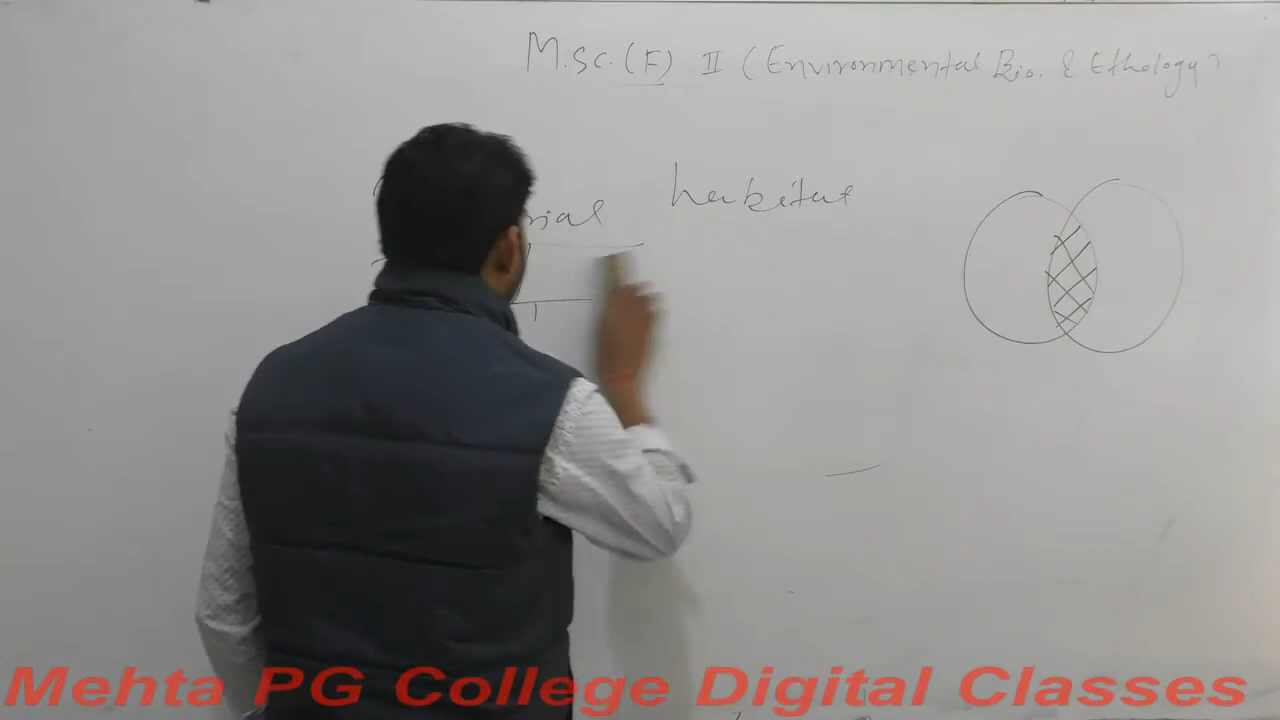 M.Sc. (F) II (Environmental Bio. & Ethology)
rial habitat
Mehta PG College Digital Classes